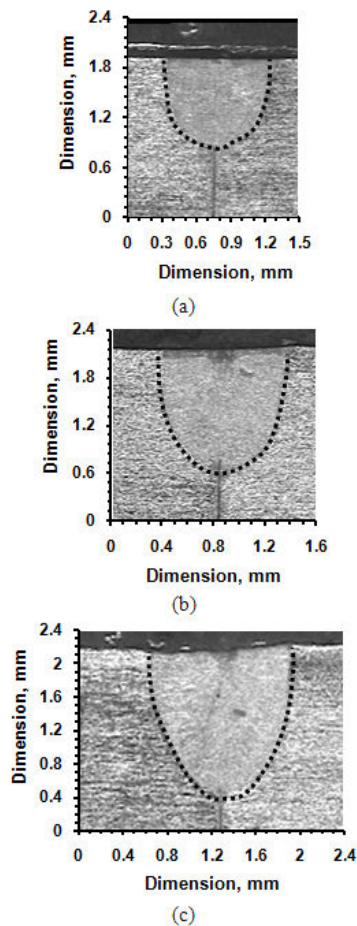 Dimension, mm
2.4
1.8
1.2
0.6
0
0 0.3 0.6 0.9 1.2 1.5
Dimension, mm
(a)
Dimension, mm
2.4
1.8
1.2
0.6
0
0 0.4 0.8 1.2 1.6
Dimension, mm
(b)
Dimension, mm
2.4
2
1.6
1.2
0.8
0.4
0
0 0.4 0.8 1.2 1.6 2 2.4
Dimension, mm
(c)